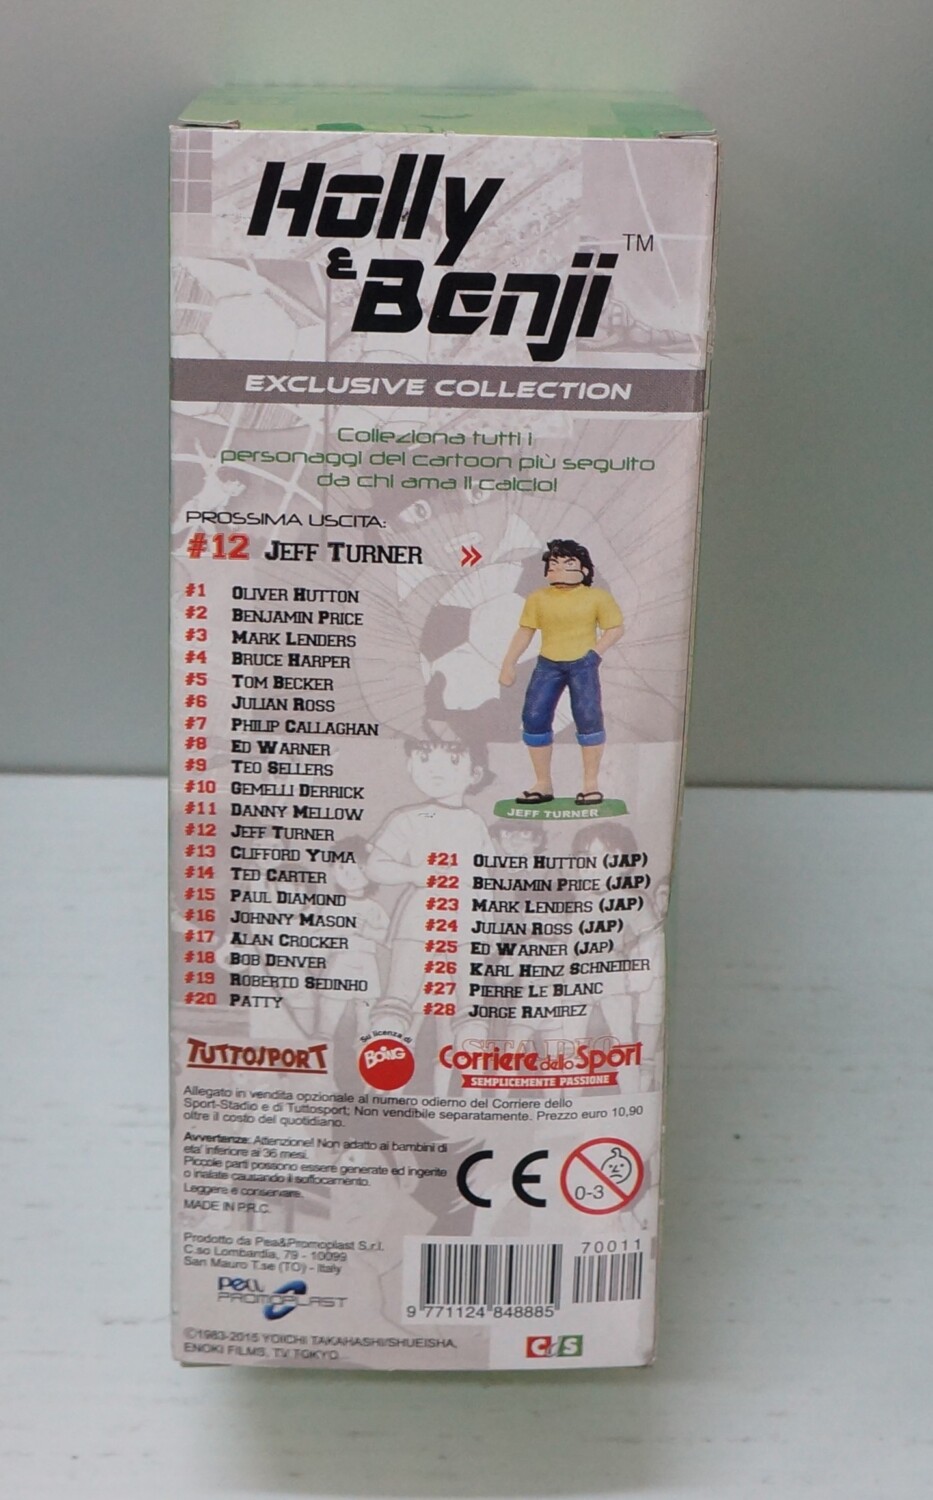 Holly
& Benji TM
EXCLUSIVE COLLECTION
Colleziona tutti i
personaggi del cartoon più seguito
da chi ama il calcio!
PROSSIMA USCITA:
#12 JEFF TURNER »
#1 OLIVER HUTTON
#2 BENJAMIN PRICE
#3 MARK LENDERS
#4 BRUCE HARPER
#5 TOM BECKER
#6 JULIAN ROSS
#7 PHILIP CALLAGHAN
#8 ED WARNER
#9 TEO SELLERS
#10 GEMELLI DERRICK
#11 DANNY MELLOW
#12 JEFF TURNER
#13 CLIFFORD YUMA
#14 TED CARTER
#15 PAUL DIAMOND
#16 JOHNNY MASON
#17 ALAN CROCKER
#18 BOB DENVER
#19 ROBERTO SEDINHO
#20 PATTY
JEFF TURNER
#21 OLIVER HUTTON (JAP)
#22 BENJAMIN PRICE (JAP)
#23 MARK LENDERS (JAP)
#24 JULIAN ROSS (JAP)
#25 ED WARNER (JAP)
#26 KARL HEINZ SCHNEIDER
#27 PIERRE LE BLANC
#28 JORGE RAMIREZ
TUTTOSPORT
Su licenza di
BOING
STADIO
Corriere dello Sport
SEMPLICEMENTE PASSIONE
Allegato in vendita opzionale al numero odierno del Corriere dello
Sport-Stadio e di Tuttosport; Non vendibile separatamente. Prezzo euro 10,90
oltre il costo del quotidiano.
Avvertenze: Attenzione! Non adatto ai bambini di
eta' inferiore ai 36 mesi.
Piccole parti possono essere generate ed ingerite
o inalate causando il soffocamento.
Leggere e conservare.
MADE IN P.R.C.
CE
0-3
Prodotto da Pea&Promoplast S.r.l.
C.so Lombardia, 79 - 10099
San Mauro T.se (TO) - Italy
Pea
PROMOPLAST
70011
9 771124 848885
©1983-2015 YOICHI TAKAHASHI/SHUEISHA,
ENOKI FILMS, TV TOKYO.
CdS